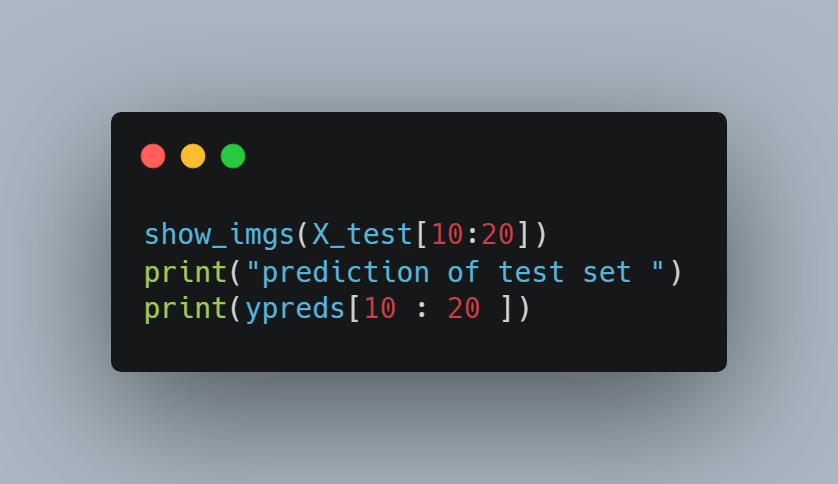 show_imgs(X_test[10:20])
print("prediction of test set ")
print(ypreds[10 : 20 ])